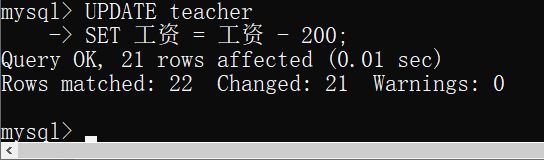 mysql> UPDATE teacher
-> SET 工资 = 工资 - 200;
Query OK, 21 rows affected (0.01 sec)
Rows matched: 22 Changed: 21 Warnings: 0
mysql>